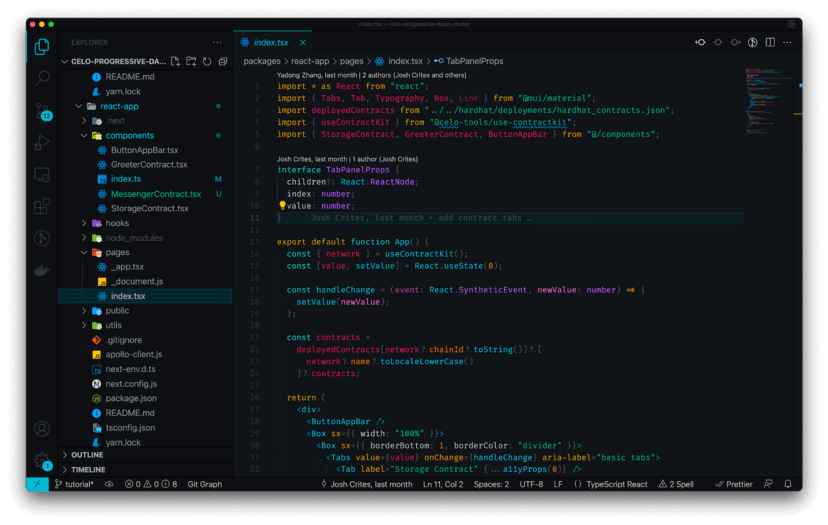 index.tsx — celo-progressive-dapp-starter
EXPLORER
CELO-PROGRESSIVE-DA...
README.md
yarn.lock
react-app
.next
components
ButtonAppBar.tsx
GreeterContract.tsx
index.ts M
MessengerContract.tsx U
StorageContract.tsx
hooks
node_modules
pages
_app.tsx
_document.js
index.tsx
public
utils
.gitignore
apollo-client.js
next-env.d.ts
next.config.js
package.json
README.md
tsconfig.json
yarn.lock
OUTLINE
TIMELINE
12
1
index.tsx
packages > react-app > pages > index.tsx > TabPanelProps
Yadong Zhang, last month | 2 authors (Josh Crites and others)
1 import * as React from "react";
2 import { Tabs, Tab, Typography, Box, Link } from "@mui/material";
3 import deployedContracts from "../../hardhat/deployments/hardhat_contracts.json";
4 import { useContractKit } from "@celo-tools/use-contractkit";
5 import { StorageContract, GreeterContract, ButtonAppBar } from "@/components";
6
Josh Crites, last month | 1 author (Josh Crites)
7 interface TabPanelProps {
8 children?: React.ReactNode;
9 index: number;
10 value: number;
11 } Josh Crites, last month • add contract tabs …
12
13 export default function App() {
14 const { network } = useContractKit();
15 const [value, setValue] = React.useState(0);
16
17 const handleChange = (event: React.SyntheticEvent, newValue: number) => {
18 setValue(newValue);
19 };
20
21 const contracts =
22 deployedContracts[network?.chainId?.toString()]?.[
23 network?.name?.toLocaleLowerCase()
24 ]?.contracts;
25
26 return (
27 <div>
28 <ButtonAppBar />
29 <Box sx={{ width: "100%" }}>
30 <Box sx={{ borderBottom: 1, borderColor: "divider" }}>
31 <Tabs value={value} onChange={handleChange} aria-label="basic tabs">
32 <Tab label="Storage Contract" {...a11yProps(0)} />
tutorial* 0 0 8 Git Graph Josh Crites, last month Ln 11, Col 2 Spaces: 2 UTF-8 LF TypeScript React 2 Spell Prettier